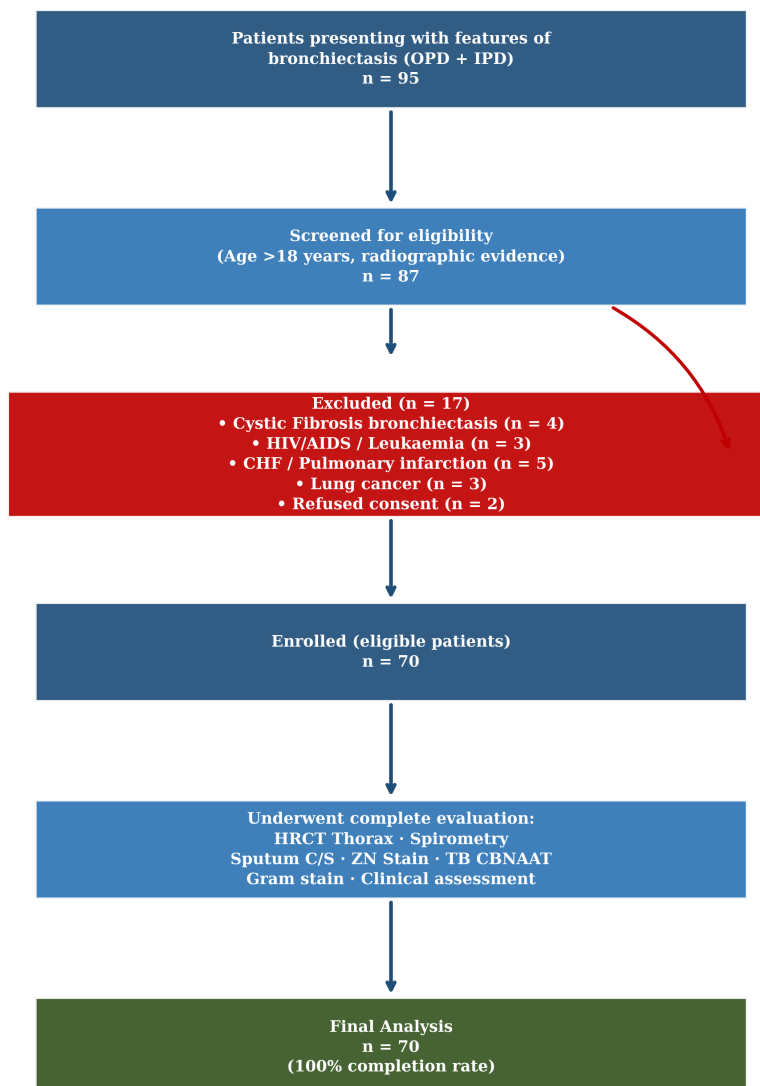 Patients presenting with features of
bronchiectasis (OPD + IPD)
n = 95
Screened for eligibility
(Age >18 years, radiographic evidence)
n = 87
Excluded (n = 17)
• Cystic Fibrosis bronchiectasis (n = 4)
• HIV/AIDS / Leukaemia (n = 3)
• CHF / Pulmonary infarction (n = 5)
• Lung cancer (n = 3)
• Refused consent (n = 2)
Enrolled (eligible patients)
n = 70
Underwent complete evaluation:
HRCT Thorax · Spirometry
Sputum C/S · ZN Stain · TB CBNAAT
Gram stain · Clinical assessment
Final Analysis
n = 70
(100% completion rate)